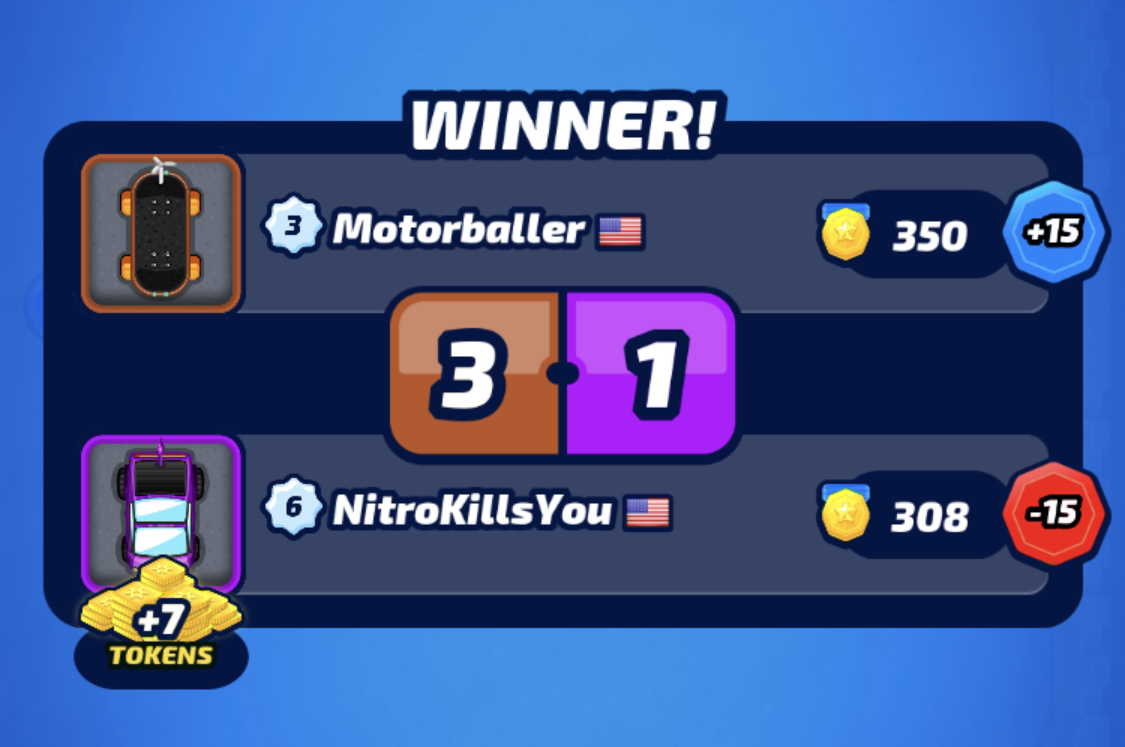 WINNER!
3 Motorballer 350 +15
3 1
6 NitroKillsYou 308 -15
+7
TOKENS